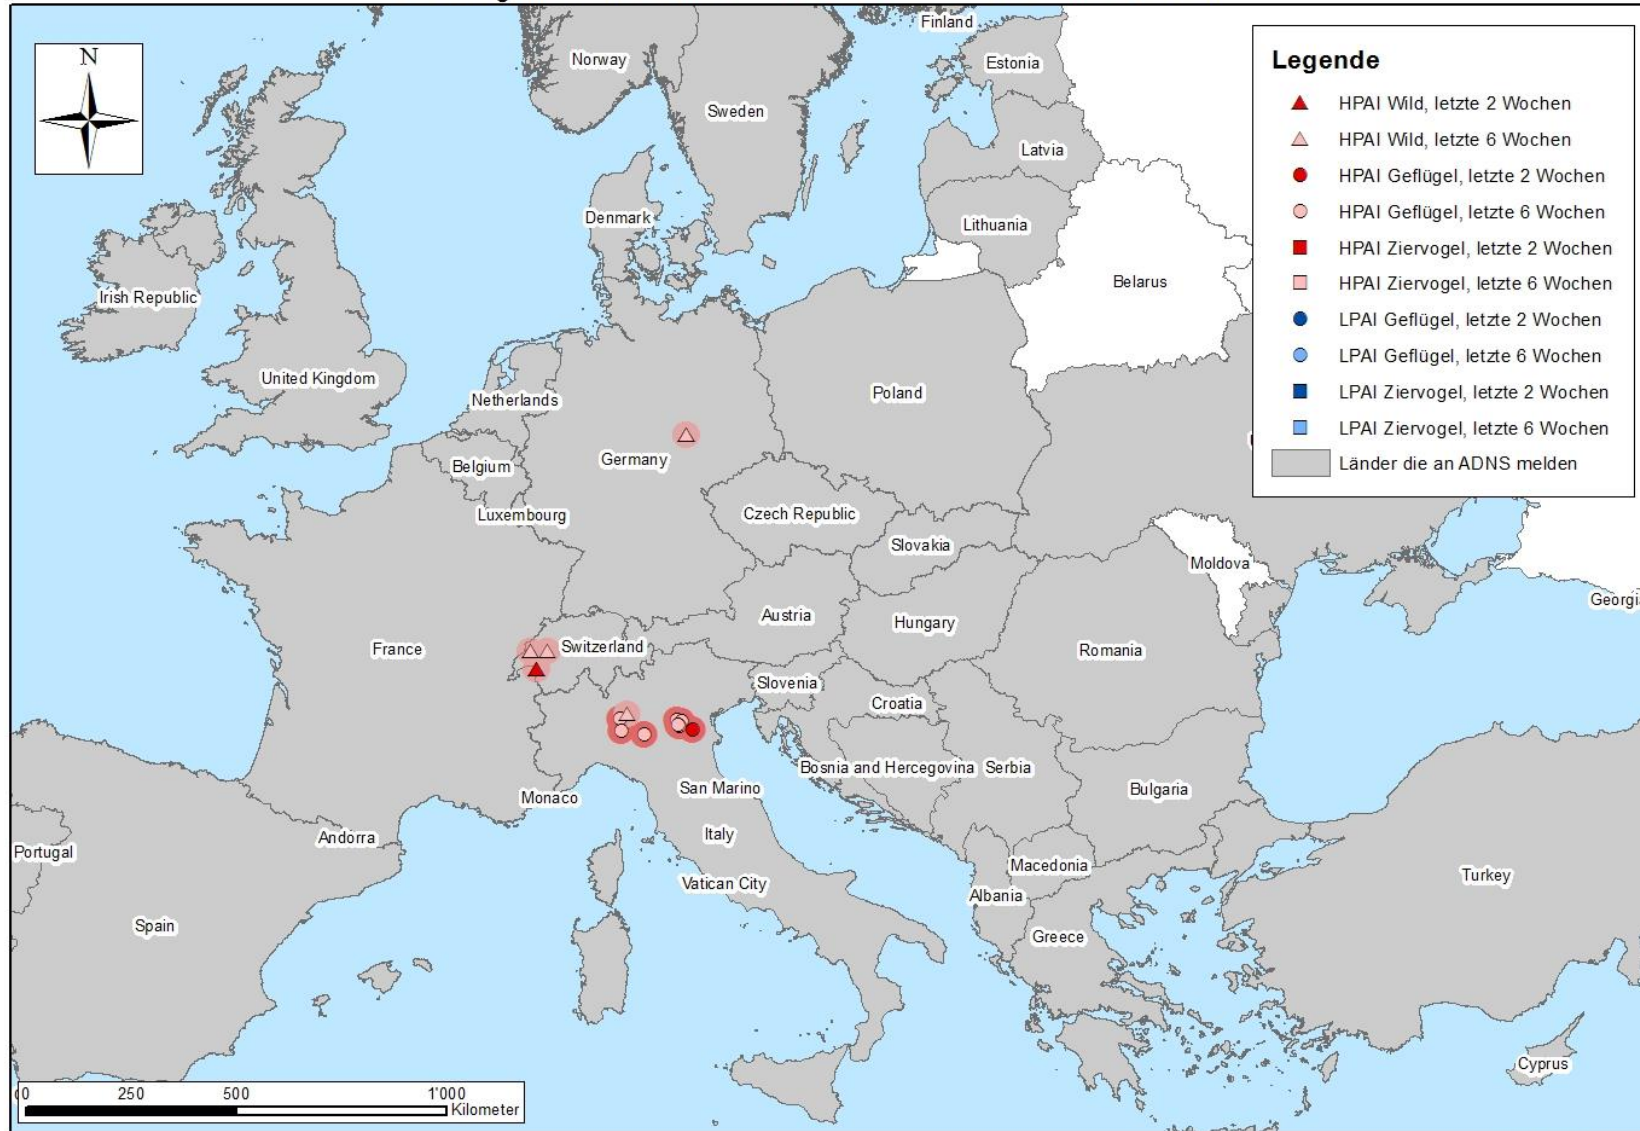 Finland
N
Norway
Estonia
Sweden
Latvia
Denmark
Lithuania
Irish Republic
Belarus
United Kingdom
Netherlands
Poland
Germany
Belgium
Luxembourg
Czech Republic
Slovakia
Moldova
Georgia
Austria
Hungary
France
Switzerland
Romania
Slovenia
Croatia
Bosnia and Hercegovina
Serbia
San Marino
Bulgaria
Monaco
Andorra
Italy
Portugal
Macedonia
Vatican City
Albania
Turkey
Spain
Greece
Cyprus
Legende
HPAI Wild, letzte 2 Wochen
HPAI Wild, letzte 6 Wochen
HPAI Geflügel, letzte 2 Wochen
HPAI Geflügel, letzte 6 Wochen
HPAI Ziervogel, letzte 2 Wochen
HPAI Ziervogel, letzte 6 Wochen
LPAI Geflügel, letzte 2 Wochen
LPAI Geflügel, letzte 6 Wochen
LPAI Ziervogel, letzte 2 Wochen
LPAI Ziervogel, letzte 6 Wochen
Länder die an ADNS melden
0 250 500 1'000
Kilometer